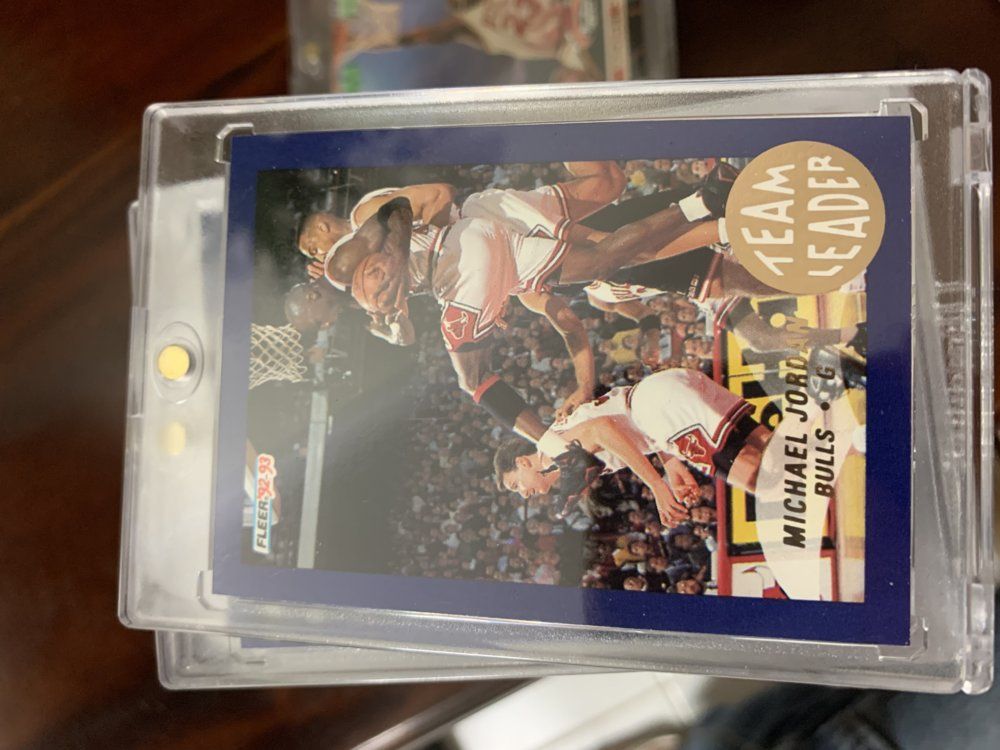 FLEER '92-93
TEAM
LEADER
MICHAEL JORDAN
BULLS • G